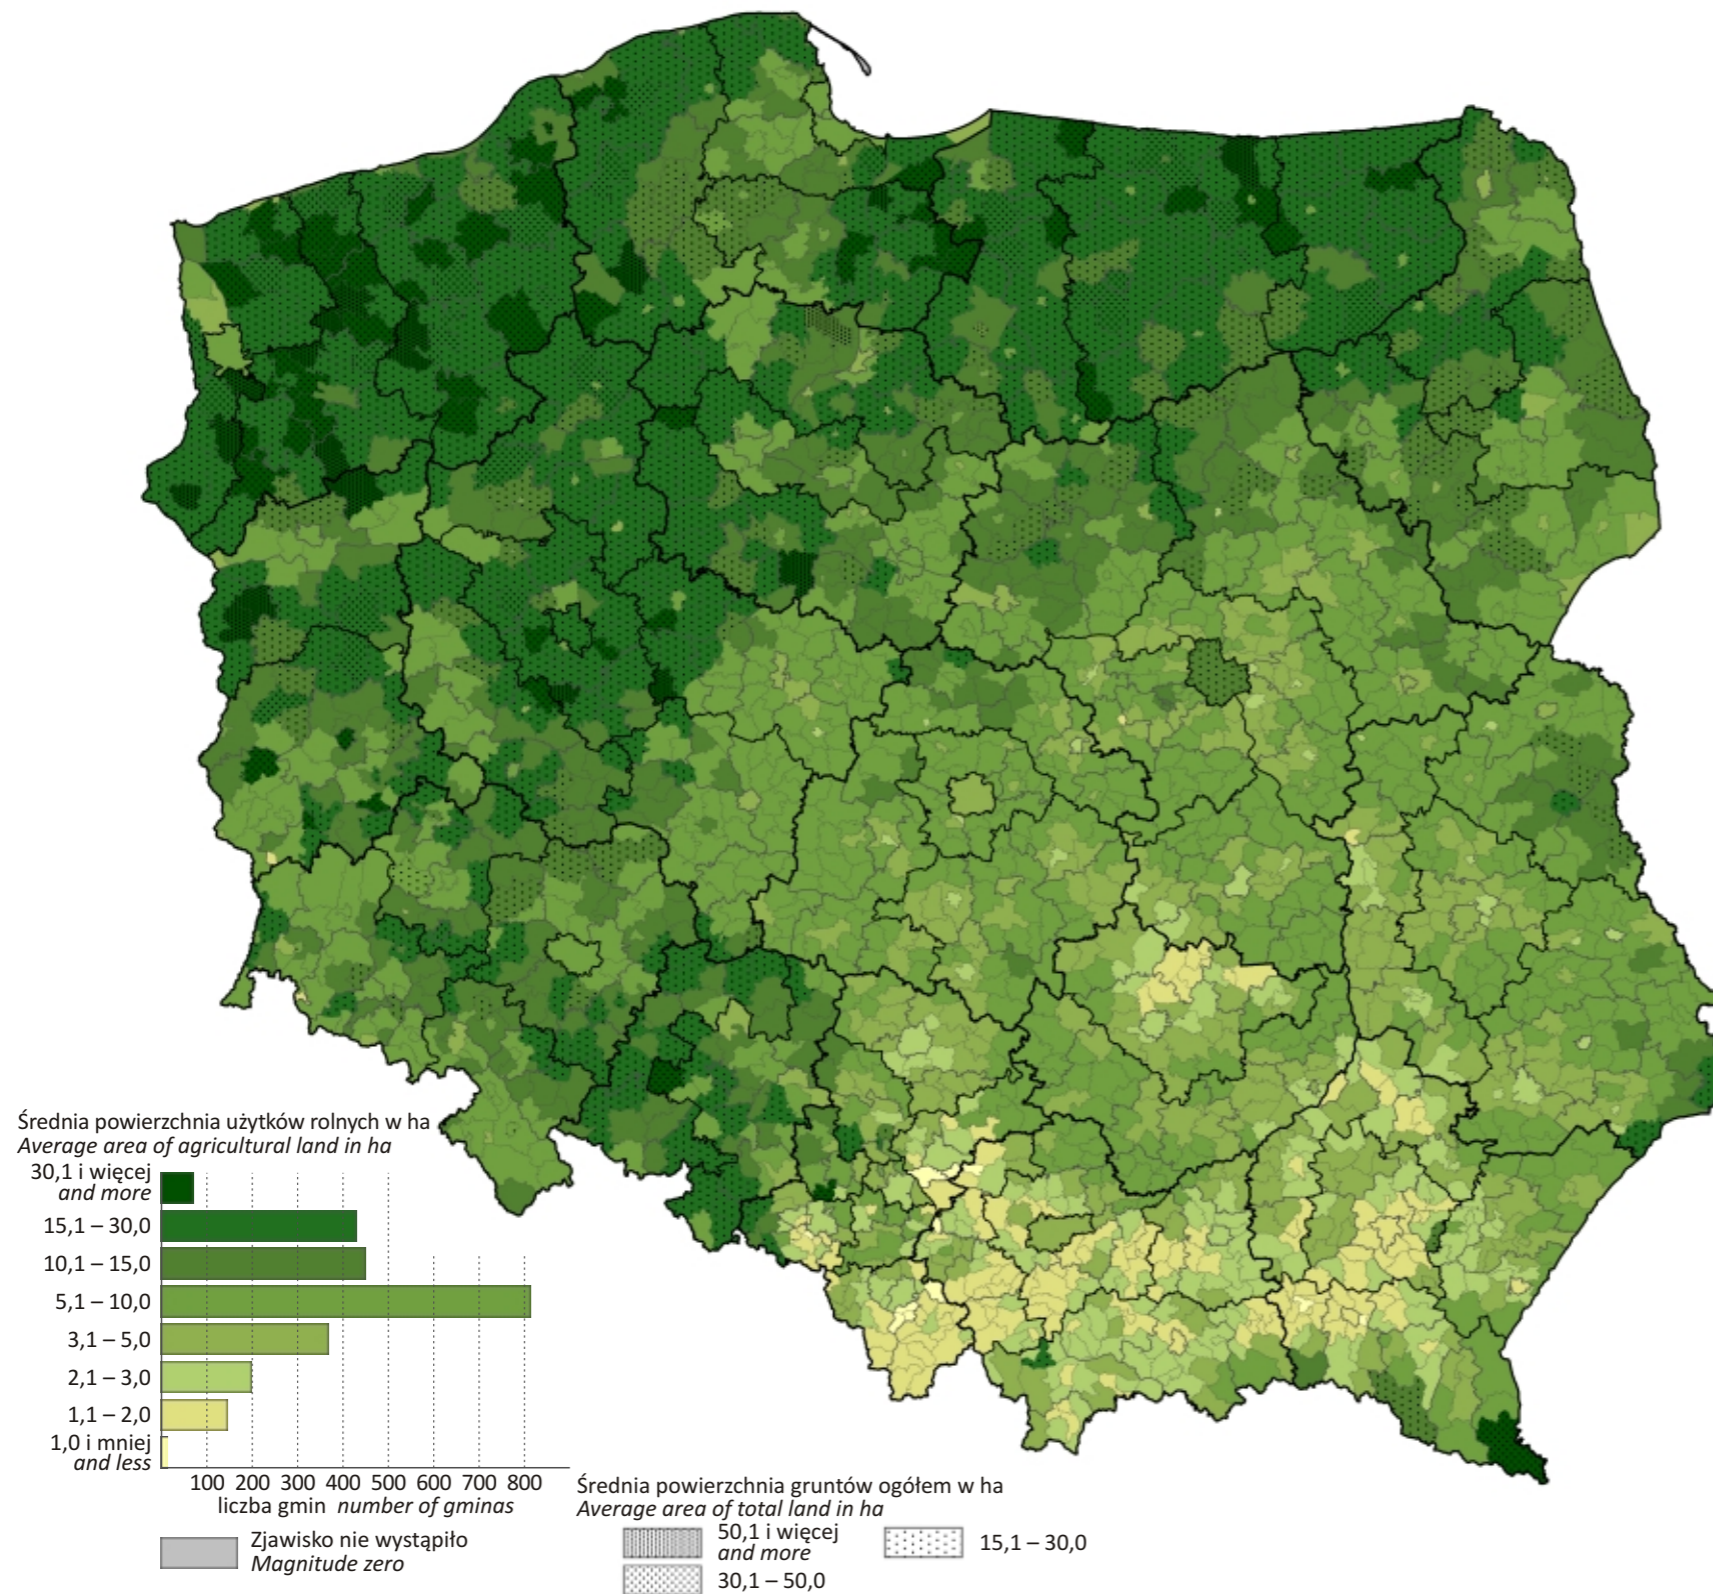 Średnia powierzchnia użytków rolnych w ha
Average area of agricultural land in ha
30,1 i więcej
and more
15,1 – 30,0
10,1 – 15,0
5,1 – 10,0
3,1 – 5,0
2,1 – 3,0
1,1 – 2,0
1,0 i mniej
and less
100 200 300 400 500 600 700 800
liczba gmin number of gminas
Zjawisko nie wystąpiło
Magnitude zero
Średnia powierzchnia gruntów ogółem w ha
Average area of total land in ha
50,1 i więcej
and more
15,1 – 30,0
30,1 – 50,0